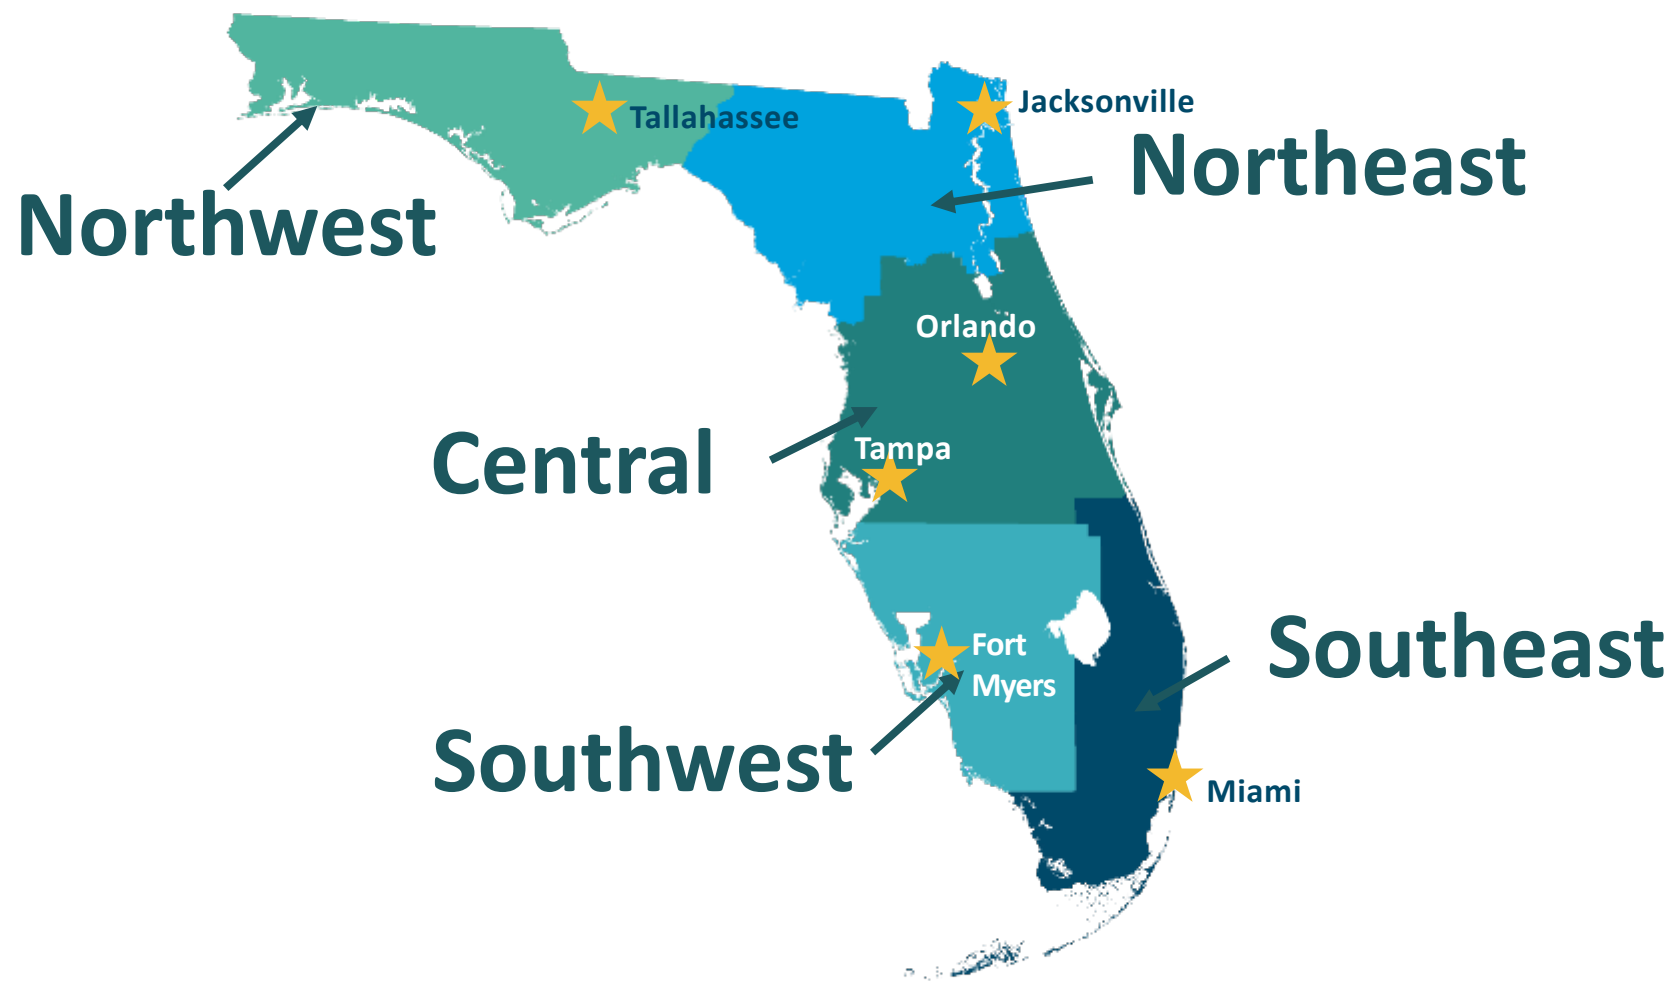 Jacksonville
Tallahassee
Northeast
Northwest
Orlando
Central
Tampa
Southeast
Fort
Myers
Southwest
Miami